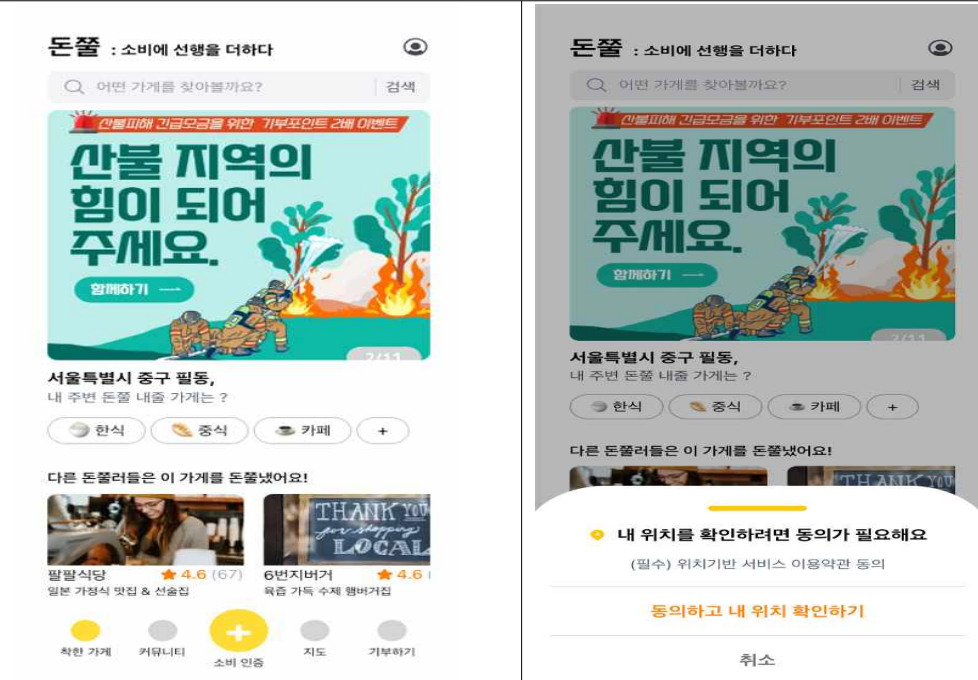 돈쭐 : 소비에 선행을 더하다
어떤 가게를 찾아볼까요? 검색
산불피해 긴급모금을 위한 기부포인트 2배 이벤트
산불 지역의
힘이 되어
주세요.
함께하기
2/11
서울특별시 중구 필동,
내 주변 돈쭐 내줄 가게는 ?
한식 중식 카페 +
다른 돈쭐러들은 이 가게를 돈쭐냈어요!
THANK YOU
for shopping
LOCAL
팔팔식당 4.6 (67) 6번지버거 4.6
일본 가정식 맛집 & 선술집 육즙 가득 수제 햄버거집
착한 가게 커뮤니티 소비 인증 지도 기부하기
돈쭐 : 소비에 선행을 더하다
어떤 가게를 찾아볼까요? 검색
산불피해 긴급모금을 위한 기부포인트 2배 이벤트
산불 지역의
힘이 되어
주세요.
함께하기
2/11
서울특별시 중구 필동,
내 주변 돈쭐 내줄 가게는 ?
한식 중식 카페 +
다른 돈쭐러들은 이 가게를 돈쭐냈어요!
THANK YOU
내 위치를 확인하려면 동의가 필요해요
(필수) 위치기반 서비스 이용약관 동의
동의하고 내 위치 확인하기
취소